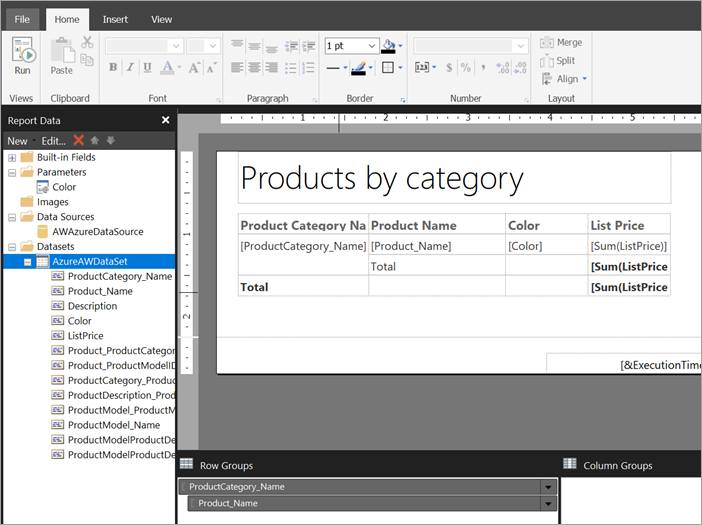 File Home Insert View
Run Paste B I U A A A 1 pt $ % , Merge
Split
Align
Views Clipboard Font Paragraph Border Number Layout
Report Data
New Edit...
Built-in Fields
Parameters
Color
Images
Data Sources
AWAzureDataSource
Datasets
AzureAWDataSet
ProductCategory_Name
Product_Name
Description
Color
ListPrice
Product_ProductCategor
Product_ProductModelID
ProductCategory_Produc
ProductDescription_Prod
ProductModel_ProductM
ProductModel_Name
ProductModelProductDe
ProductModelProductDe
1 2 3 4 5
1
2
Products by category
Product Category Na Product Name Color List Price
[ProductCategory_Name] [Product_Name] [Color] [Sum(ListPrice)]
Total [Sum(ListPrice
Total [Sum(ListPrice
[&ExecutionTime
Row Groups Column Groups
ProductCategory_Name
Product_Name